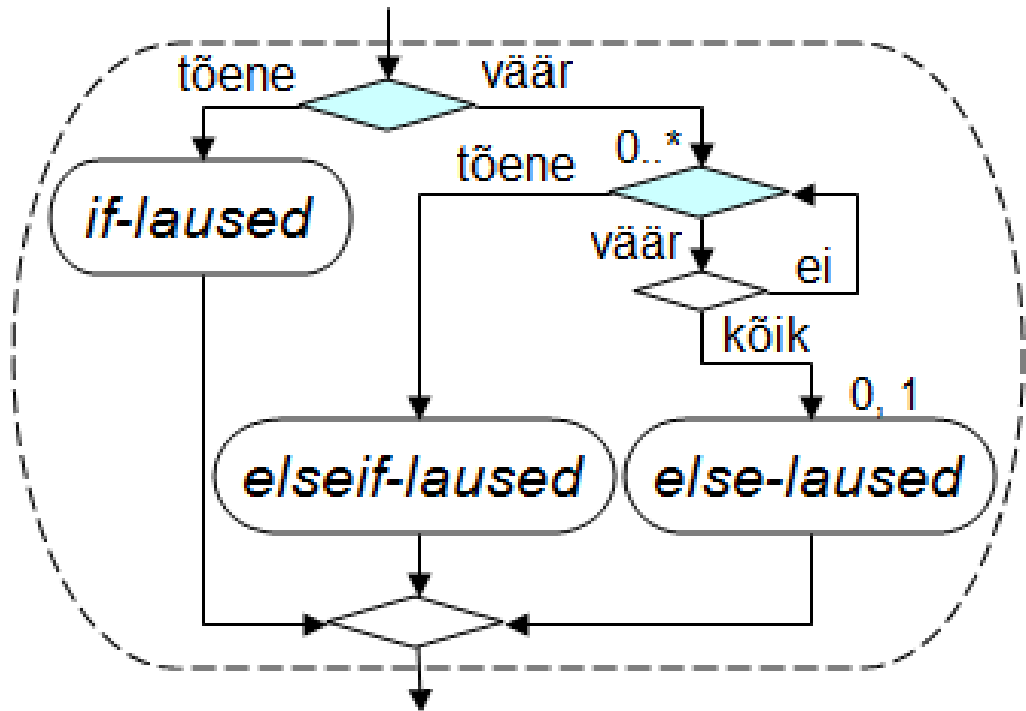 tõene
väär
if-laused
tõene
0..*
väär
ei
kõik
0, 1
elseif-laused
else-laused